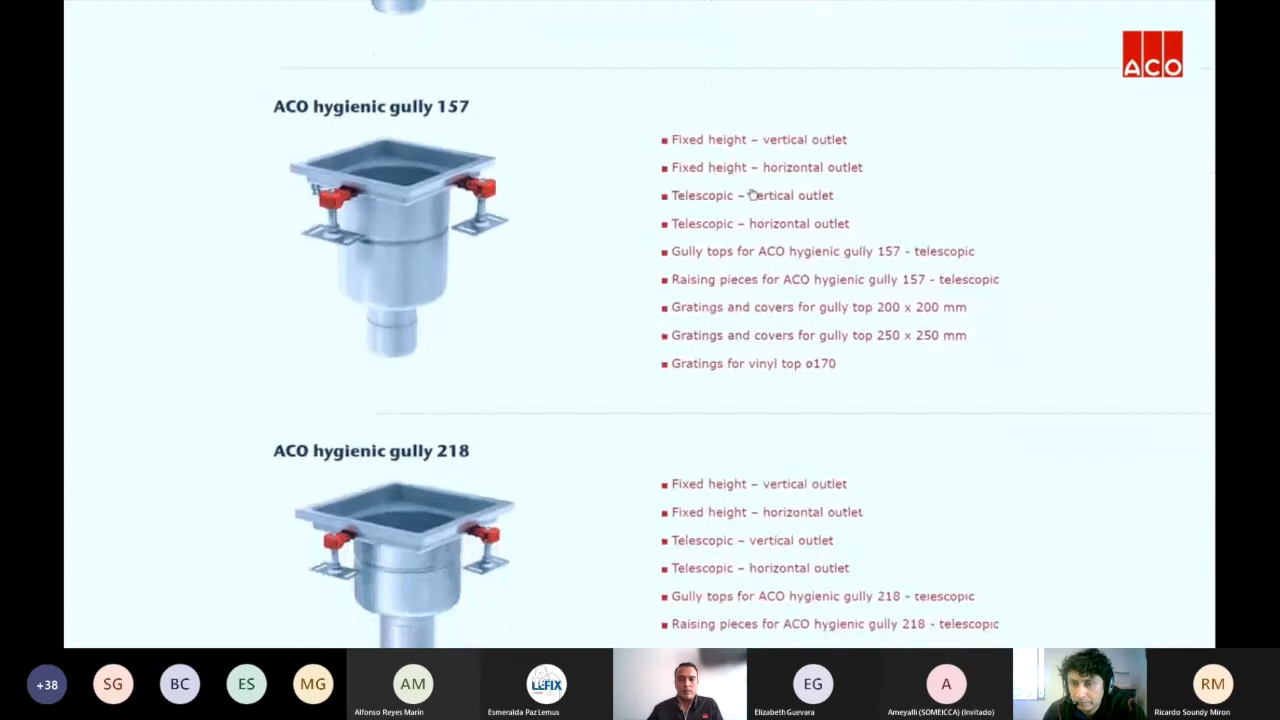 ACO
ACO hygienic gully 157
Fixed height – vertical outlet
Fixed height – horizontal outlet
Telescopic – vertical outlet
Telescopic – horizontal outlet
Gully tops for ACO hygienic gully 157 - telescopic
Raising pieces for ACO hygienic gully 157 - telescopic
Gratings and covers for gully top 200 x 200 mm
Gratings and covers for gully top 250 x 250 mm
Gratings for vinyl top ø170
ACO hygienic gully 218
Fixed height – vertical outlet
Fixed height – horizontal outlet
Telescopic – vertical outlet
Telescopic – horizontal outlet
Gully tops for ACO hygienic gully 218 - telescopic
Raising pieces for ACO hygienic gully 218 - telescopic
+38
SG
BC
ES
MG
AM
Alfonso Reyes Marin
LEFIX
Esmeralda Paz Lemus
EG
Elizabeth Guevara
A
Ameyalli (SOMEICCA) (Invitado)
RM
Ricardo Soundy Miron